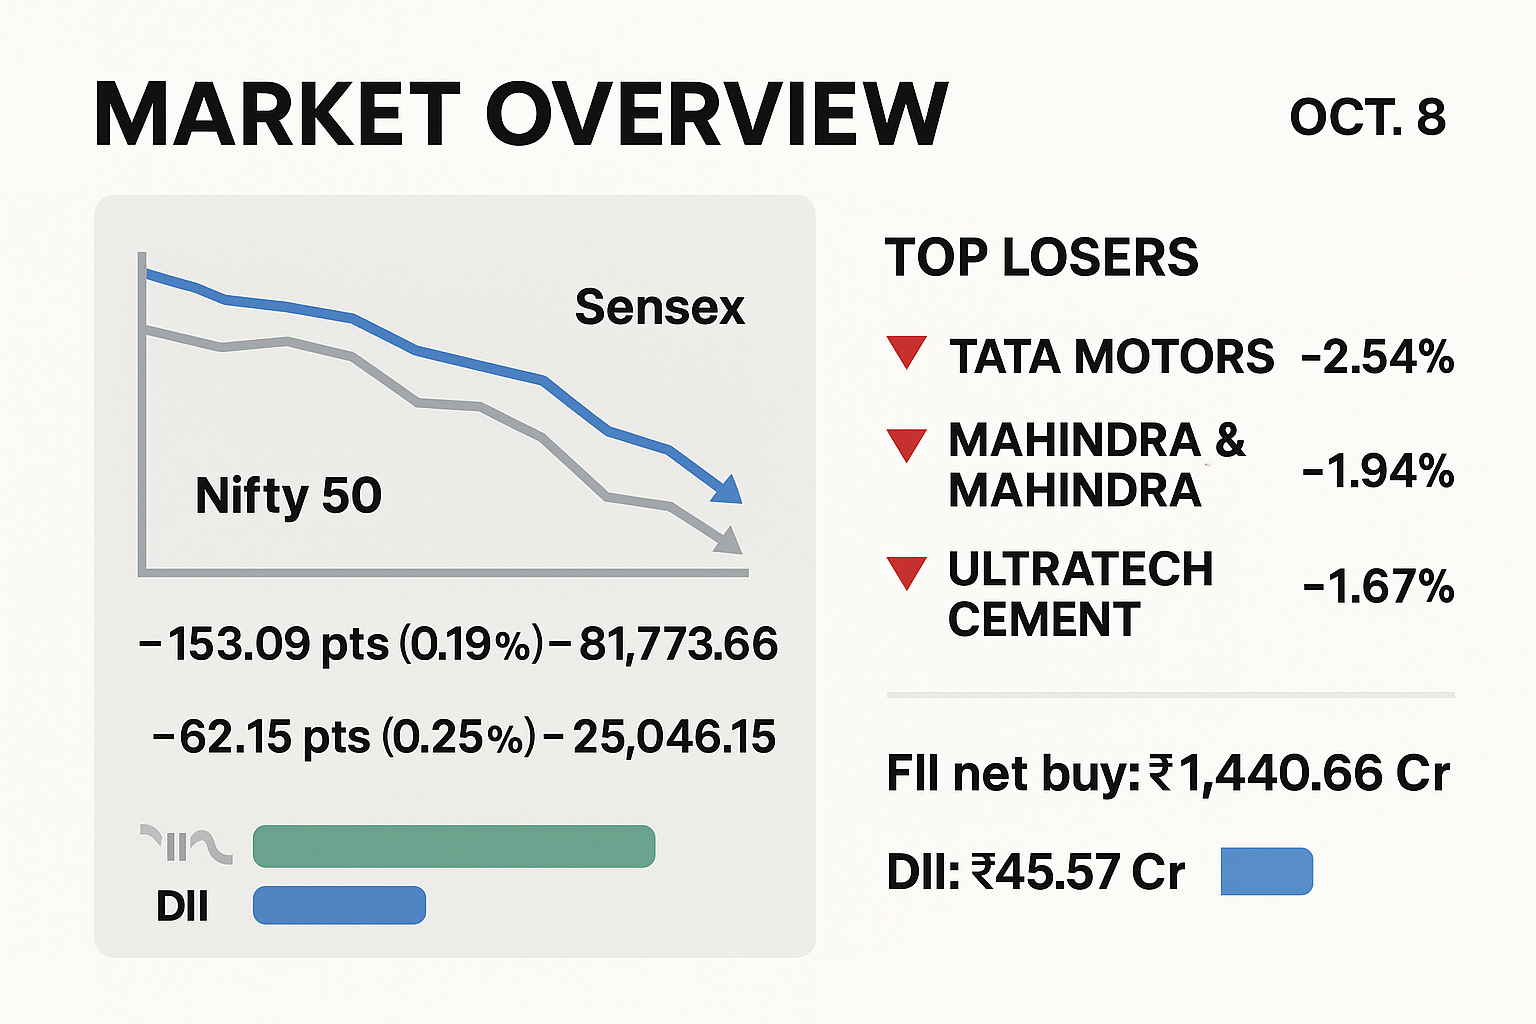 MARKET OVERVIEW
OCT. 8
Sensex
Nifty 50
−153.09 pts (0.19%)−81,773.66
−62.15 pts (0.25%)−25,046.15
DII
TOP LOSERS
TATA MOTORS −2.54%
MAHINDRA &
MAHINDRA
−1.94%
ULTRATECH
CEMENT
−1.67%
FII net buy: ₹1,440.66 Cr
DII: ₹45.57 Cr